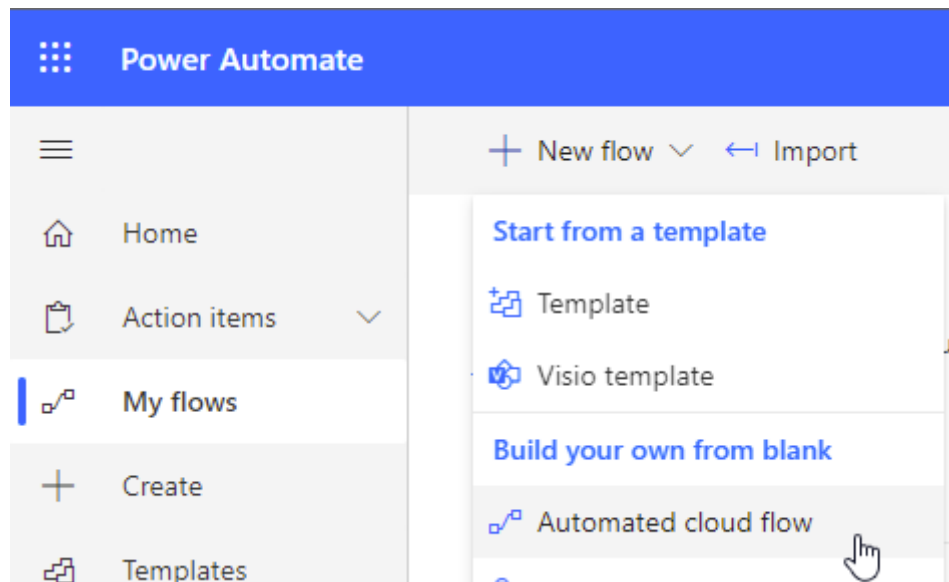 Power Automate
New flow
Import
Home
Action items
My flows
Create
Templates
Start from a template
Template
Visio template
Build your own from blank
Automated cloud flow